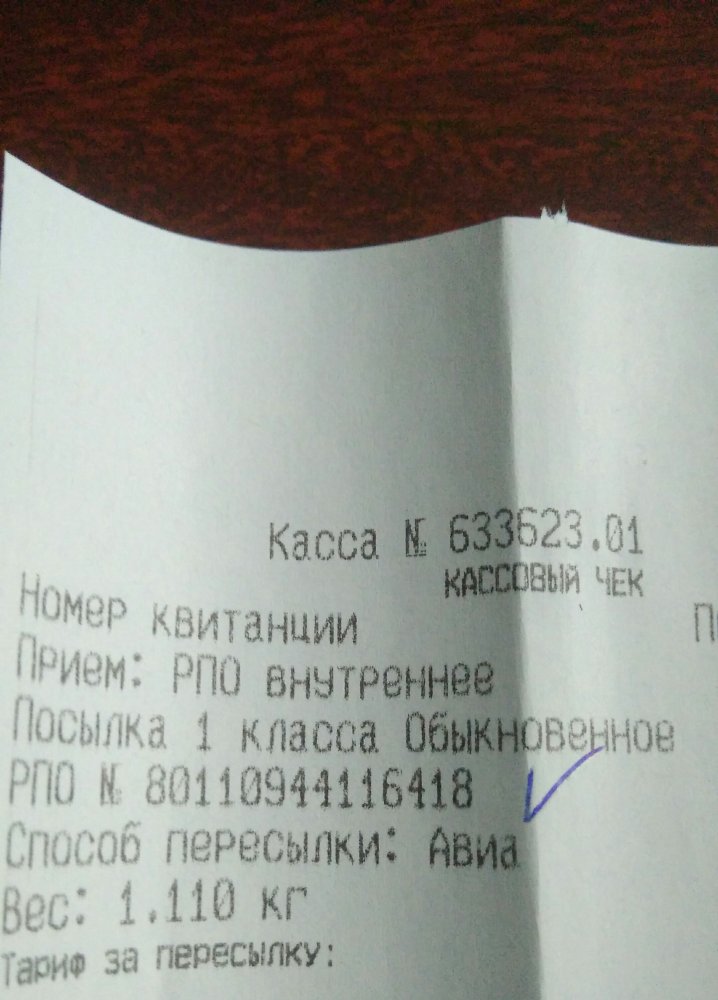 Касса № 633623.01
КАССОВЫЙ ЧЕК
Номер квитанции
Прием: РПО внутреннее
Посылка 1 класса Обыкновенное
РПО № 80110944116418
Способ пересылки: Авиа
Вес: 1.110 кг
Тариф за пересылку: